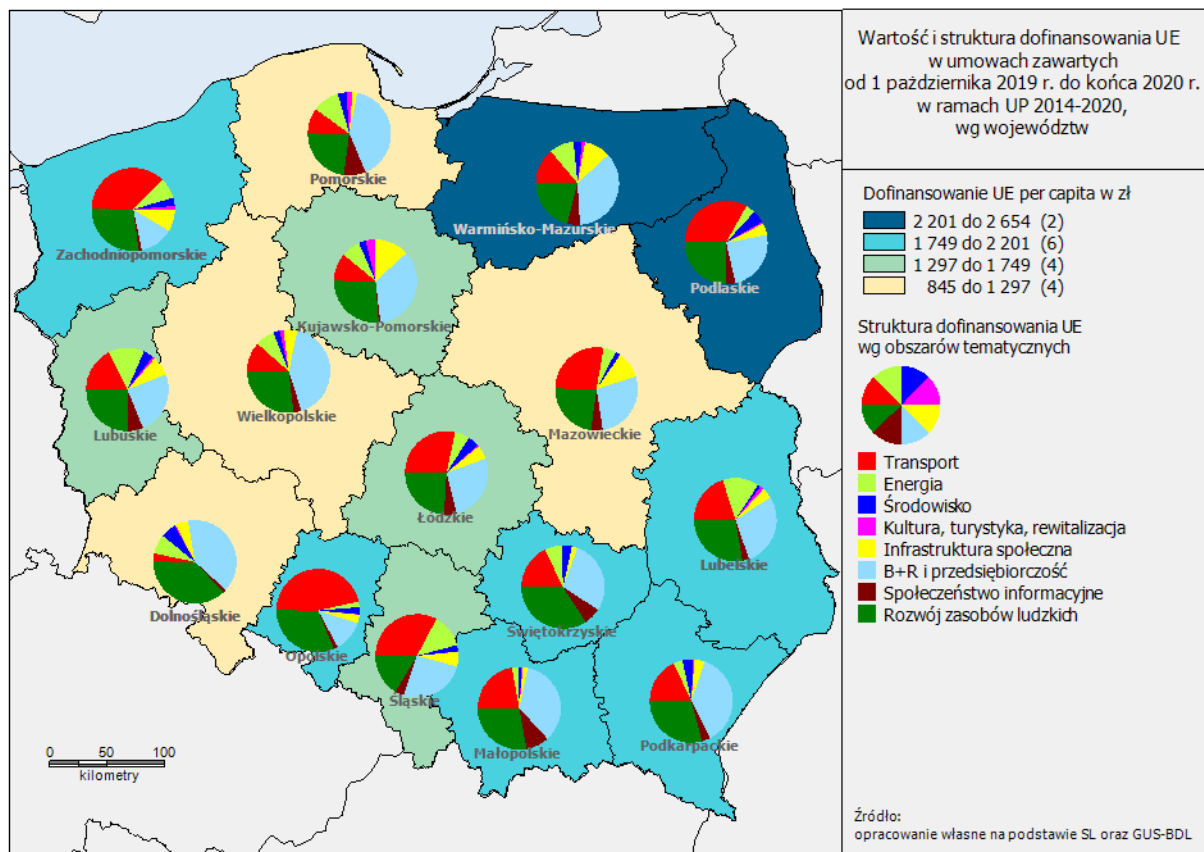 Wartość i struktura dofinansowania UE
w umowach zawartych
od 1 października 2019 r. do końca 2020 r.
w ramach UP 2014-2020,
wg województw
Dofinansowanie UE per capita w zł
2 201 do 2 654 (2)
1 749 do 2 201 (6)
1 297 do 1 749 (4)
845 do 1 297 (4)
Struktura dofinansowania UE
wg obszarów tematycznych
Transport
Energia
Środowisko
Kultura, turystyka, rewitalizacja
Infrastruktura społeczna
B+R i przedsiębiorczość
Społeczeństwo informacyjne
Rozwój zasobów ludzkich
Pomorskie
Warmińsko-Mazurskie
Zachodniopomorskie
Podlaskie
Kujawsko-Pomorskie
Wielkopolskie
Lubuskie
Mazowieckie
Łódzkie
Lubelskie
Dolnośląskie
Świętokrzyskie
Opolskie
Śląskie
Małopolskie
Podkarpackie
0 50 100
kilometry
Źródło:
opracowanie własne na podstawie SL oraz GUS-BDL